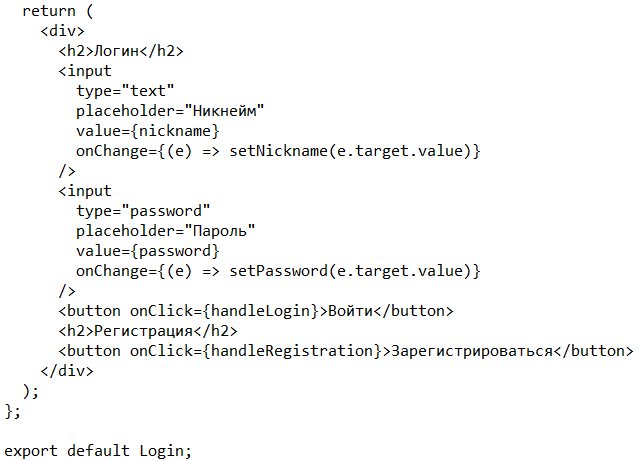 return (
<div>
<h2>Логин</h2>
<input
type="text"
placeholder="Никнейм"
value={nickname}
onChange={(e) => setNickname(e.target.value)}
/>
<input
type="password"
placeholder="Пароль"
value={password}
onChange={(e) => setPassword(e.target.value)}
/>
<button onClick={handleLogin}>Войти</button>
<h2>Регистрация</h2>
<button onClick={handleRegistration}>Зарегистрироваться</button>
</div>
);
};
export default Login;